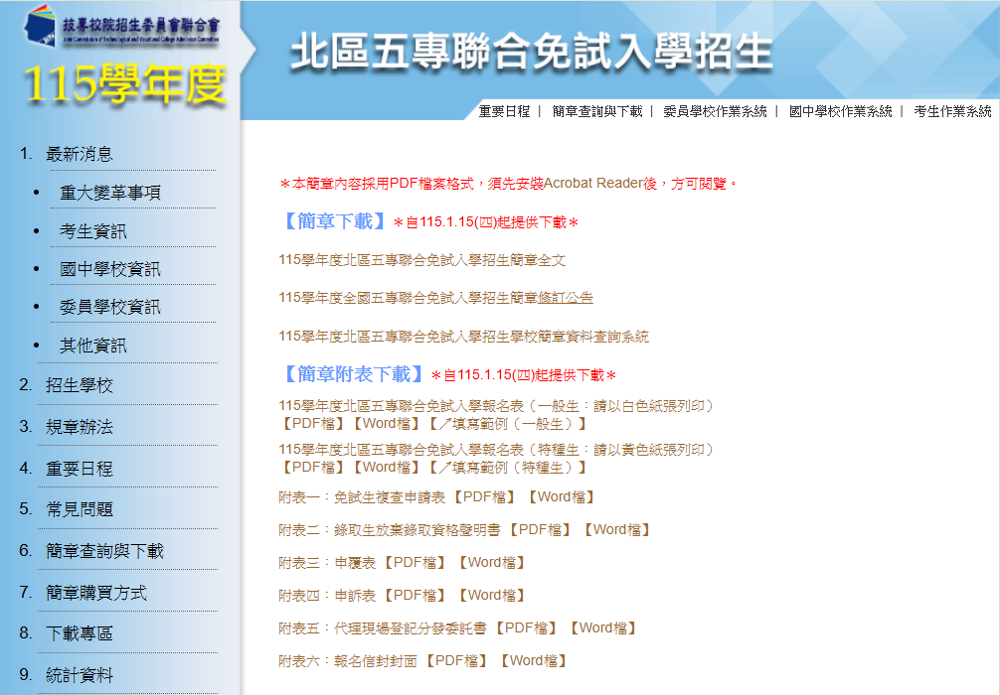 技專校院招生委員會聯合會
Joint Commission of Technological and Vocational College Admission Committee
115學年度
北區五專聯合免試入學招生
重要日程 | 簡章查詢與下載 | 委員學校作業系統 | 國中學校作業系統 | 考生作業系統
1. 最新消息
• 重大變革事項
• 考生資訊
• 國中學校資訊
• 委員學校資訊
• 其他資訊
2. 招生學校
3. 規章辦法
4. 重要日程
5. 常見問題
6. 簡章查詢與下載
7. 簡章購買方式
8. 下載專區
9. 統計資料
＊本簡章內容採用PDF檔案格式，須先安裝Acrobat Reader後，方可閱覽。
【簡章下載】＊自115.1.15(四)起提供下載＊
115學年度北區五專聯合免試入學招生簡章全文
115學年度全國五專聯合免試入學招生簡章修訂公告
115學年度北區五專聯合免試入學招生學校簡章資料查詢系統
【簡章附表下載】＊自115.1.15(四)起提供下載＊
115學年度北區五專聯合免試入學報名表（一般生：請以白色紙張列印）
【PDF檔】【Word檔】【↗填寫範例（一般生）】
115學年度北區五專聯合免試入學報名表（特種生：請以黃色紙張列印）
【PDF檔】【Word檔】【↗填寫範例（特種生）】
附表一：免試生複查申請表【PDF檔】【Word檔】
附表二：錄取生放棄錄取資格聲明書【PDF檔】【Word檔】
附表三：申覆表【PDF檔】【Word檔】
附表四：申訴表【PDF檔】【Word檔】
附表五：代理現場登記分發委託書【PDF檔】【Word檔】
附表六：報名信封封面【PDF檔】【Word檔】